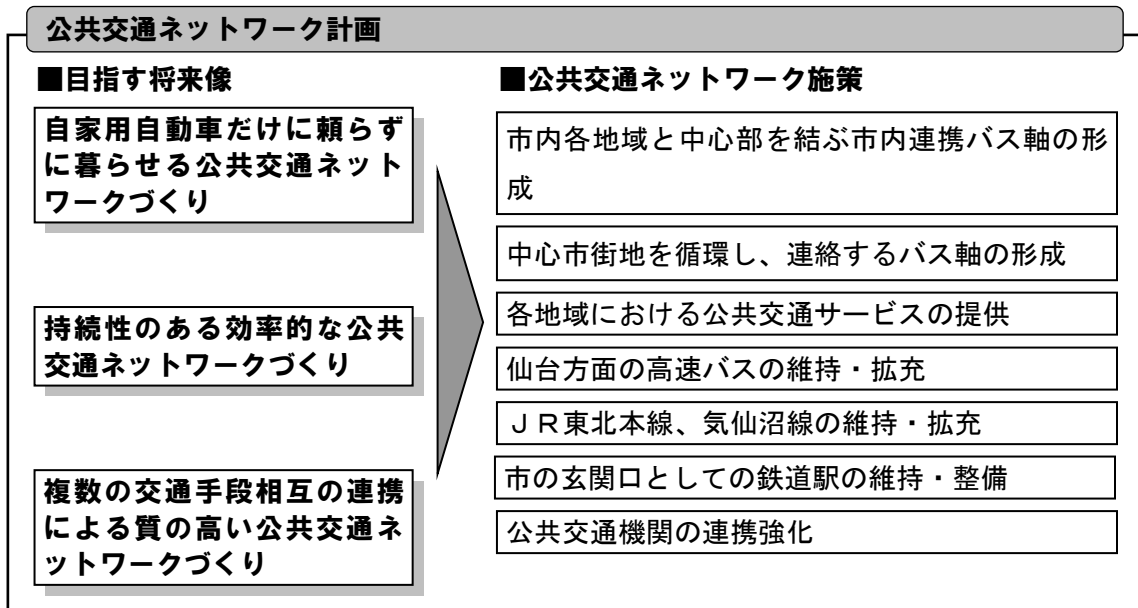 公共交通ネットワーク計画
■目指す将来像
自家用自動車だけに頼らず
に暮らせる公共交通ネット
ワークづくり
持続性のある効率的な公共
交通ネットワークづくり
複数の交通手段相互の連携
による質の高い公共交通ネ
ットワークづくり
■公共交通ネットワーク施策
市内各地域と中心部を結ぶ市内連携バス軸の形
成
中心市街地を循環し、連絡するバス軸の形成
各地域における公共交通サービスの提供
仙台方面の高速バスの維持・拡充
ＪＲ東北本線、気仙沼線の維持・拡充
市の玄関口としての鉄道駅の維持・整備
公共交通機関の連携強化